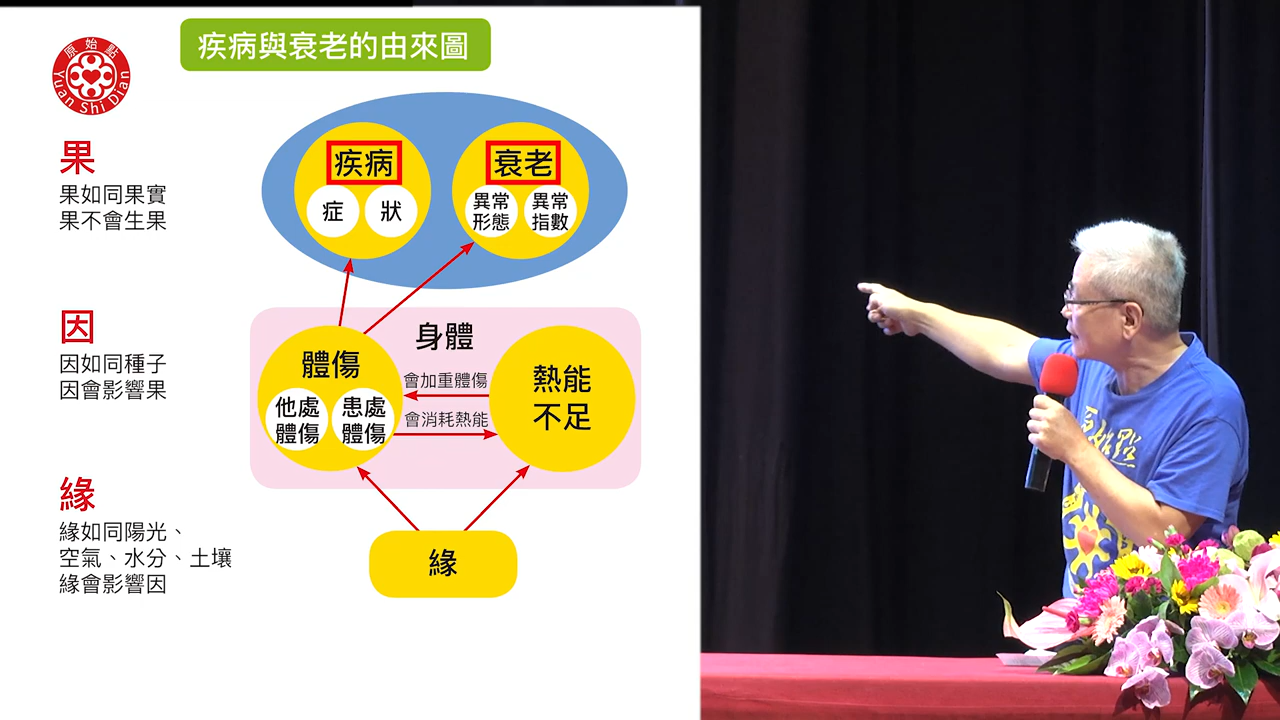 疾病與衰老的由來圖
原始點
Yuan Shi Dian
果
果如同果實
果不會生果
疾病
症
狀
衰老
異常
形態
異常
指數
因
因如同種子
因會影響果
身體
體傷
他處
體傷
患處
體傷
會加重體傷
會消耗熱能
熱能
不足
緣
緣如同陽光、
空氣、水分、土壤
緣會影響因
緣
原始點